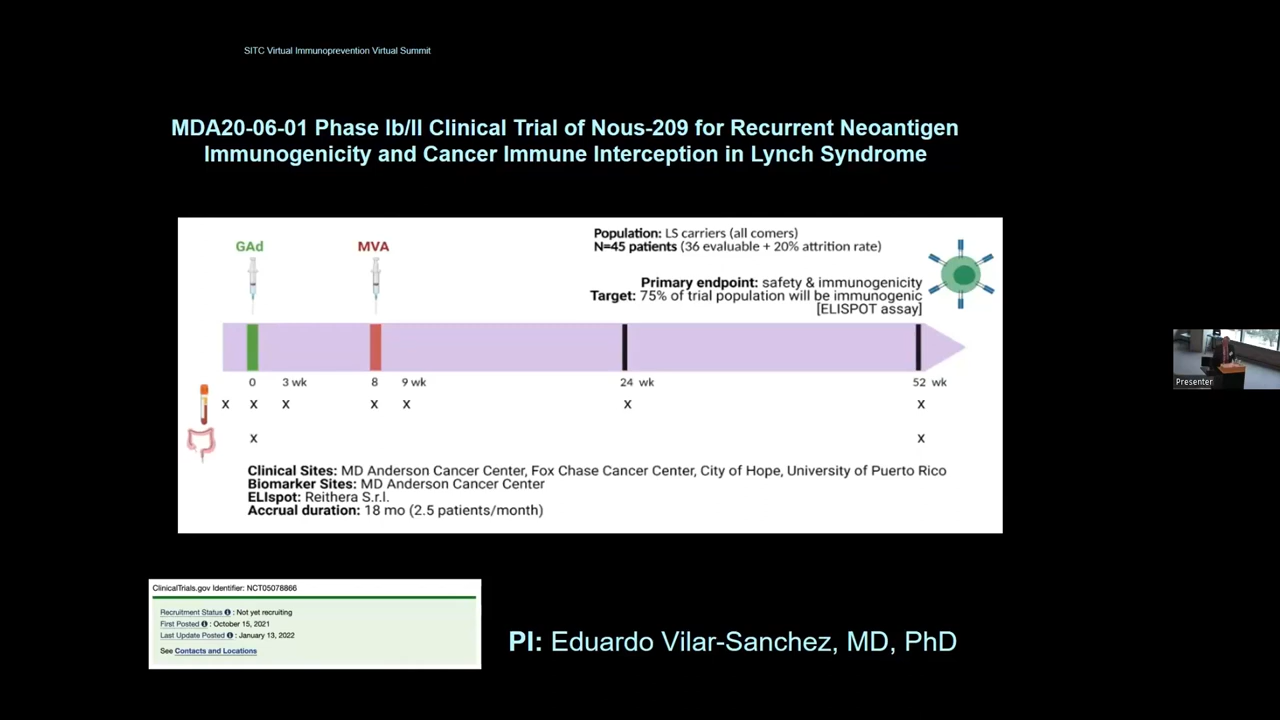 SITC Virtual Immunoprevention Virtual Summit
MDA20-06-01 Phase Ib/II Clinical Trial of Nous-209 for Recurrent Neoantigen
Immunogenicity and Cancer Immune Interception in Lynch Syndrome
GAd
MVA
Population: LS carriers (all comers)
N=45 patients (36 evaluable + 20% attrition rate)
Primary endpoint: safety & immunogenicity
Target: 75% of trial population will be immunogenic
[ELISPOT assay]
0 3 wk 8 9 wk 24 wk 52 wk
x x x x x x x
x x
Clinical Sites: MD Anderson Cancer Center, Fox Chase Cancer Center, City of Hope, University of Puerto Rico
Biomarker Sites: MD Anderson Cancer Center
ELIspot: Reithera S.r.l.
Accrual duration: 18 mo (2.5 patients/month)
ClinicalTrials.gov Identifier: NCT05078866
Recruitment Status : Not yet recruiting
First Posted : October 15, 2021
Last Update Posted : January 13, 2022
See Contacts and Locations
PI: Eduardo Vilar-Sanchez, MD, PhD
Presenter